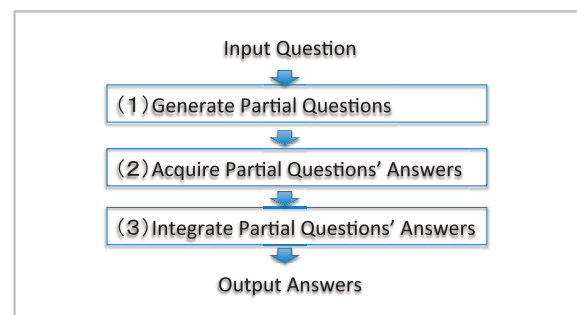 Input Question
（1）Generate Partial Questions
（2）Acquire Partial Questions’ Answers
（3）Integrate Partial Questions’ Answers
Output Answers